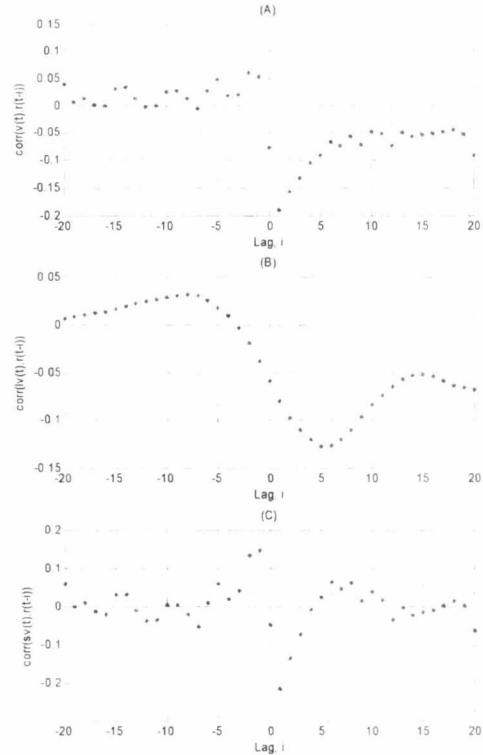 (A)
0 15
0.1
0.05
0
-0.05
-0.1
-0.15
-0.2
corr(v(t),r(t-i))
-20 -15 -10 -5 0 5 10 15 20
Lag, i
(B)
0 05
0
-0 05
-0.1
-0 15
corr(lv(t),r(t-i))
-20 -15 -10 -5 0 5 10 15 20
Lag, i
(C)
0.2
0.1
0
-0.1
-0.2
corr(sv(t),r(t-i))
-20 -15 -10 -5 0 5 10 15 20
Lag, i